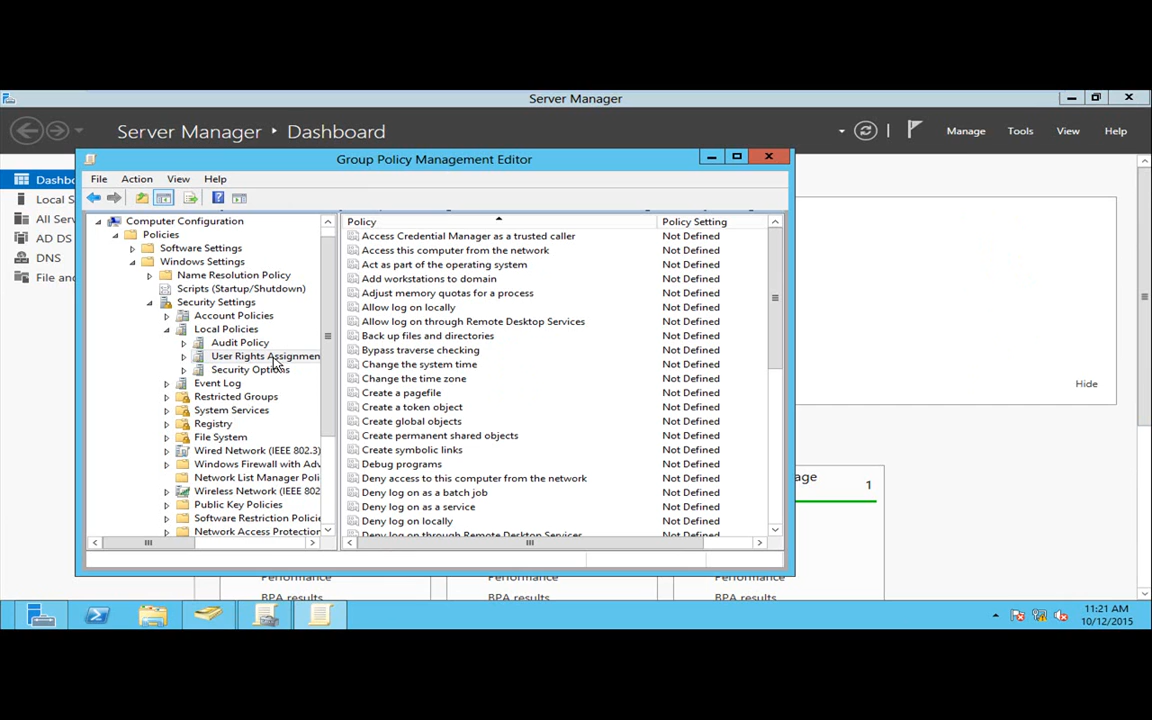 Server Manager
Server Manager ‣ Dashboard
Manage Tools View Help
Dashbo
Local S
All Serv
AD DS
DNS
File and
Group Policy Management Editor
File Action View Help
Computer Configuration
Policies
Software Settings
Windows Settings
Name Resolution Policy
Scripts (Startup/Shutdown)
Security Settings
Account Policies
Local Policies
Audit Policy
User Rights Assignmen
Security Options
Event Log
Restricted Groups
System Services
Registry
File System
Wired Network (IEEE 802.3)
Windows Firewall with Adv
Network List Manager Poli
Wireless Network (IEEE 802
Public Key Policies
Software Restriction Policie
Network Access Protection
Policy Policy Setting
Access Credential Manager as a trusted caller Not Defined
Access this computer from the network Not Defined
Act as part of the operating system Not Defined
Add workstations to domain Not Defined
Adjust memory quotas for a process Not Defined
Allow log on locally Not Defined
Allow log on through Remote Desktop Services Not Defined
Back up files and directories Not Defined
Bypass traverse checking Not Defined
Change the system time Not Defined
Change the time zone Not Defined
Create a pagefile Not Defined
Create a token object Not Defined
Create global objects Not Defined
Create permanent shared objects Not Defined
Create symbolic links Not Defined
Debug programs Not Defined
Deny access to this computer from the network Not Defined
Deny log on as a batch job Not Defined
Deny log on as a service Not Defined
Deny log on locally Not Defined
Deny log on through Remote Desktop Services Not Defined
Hide
age 1
Performance Performance Performance
BPA results BPA results BPA results
11:21 AM
10/12/2015